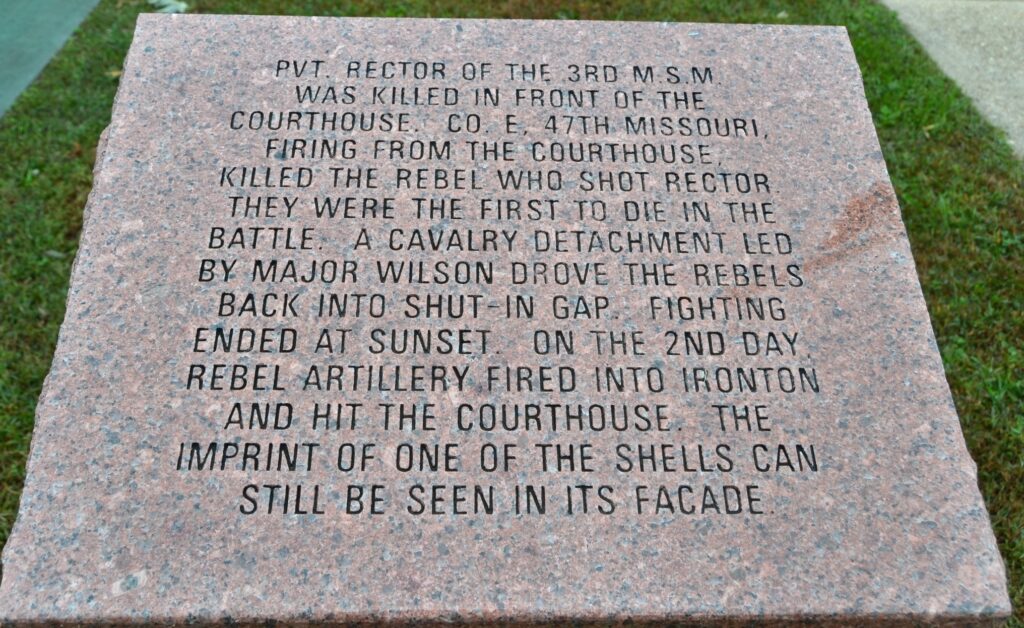 PVT. RECTOR OF THE 3RD M.S.M.
WAS KILLED IN FRONT OF THE
COURTHOUSE. CO. E, 47TH MISSOURI,
FIRING FROM THE COURTHOUSE,
KILLED THE REBEL WHO SHOT RECTOR.
THEY WERE THE FIRST TO DIE IN THE
BATTLE. A CAVALRY DETACHMENT LED
BY MAJOR WILSON DROVE THE REBELS
BACK INTO SHUT-IN GAP. FIGHTING
ENDED AT SUNSET. ON THE 2ND DAY,
REBEL ARTILLERY FIRED INTO IRONTON
AND HIT THE COURTHOUSE. THE
IMPRINT OF ONE OF THE SHELLS CAN
STILL BE SEEN IN ITS FACADE.